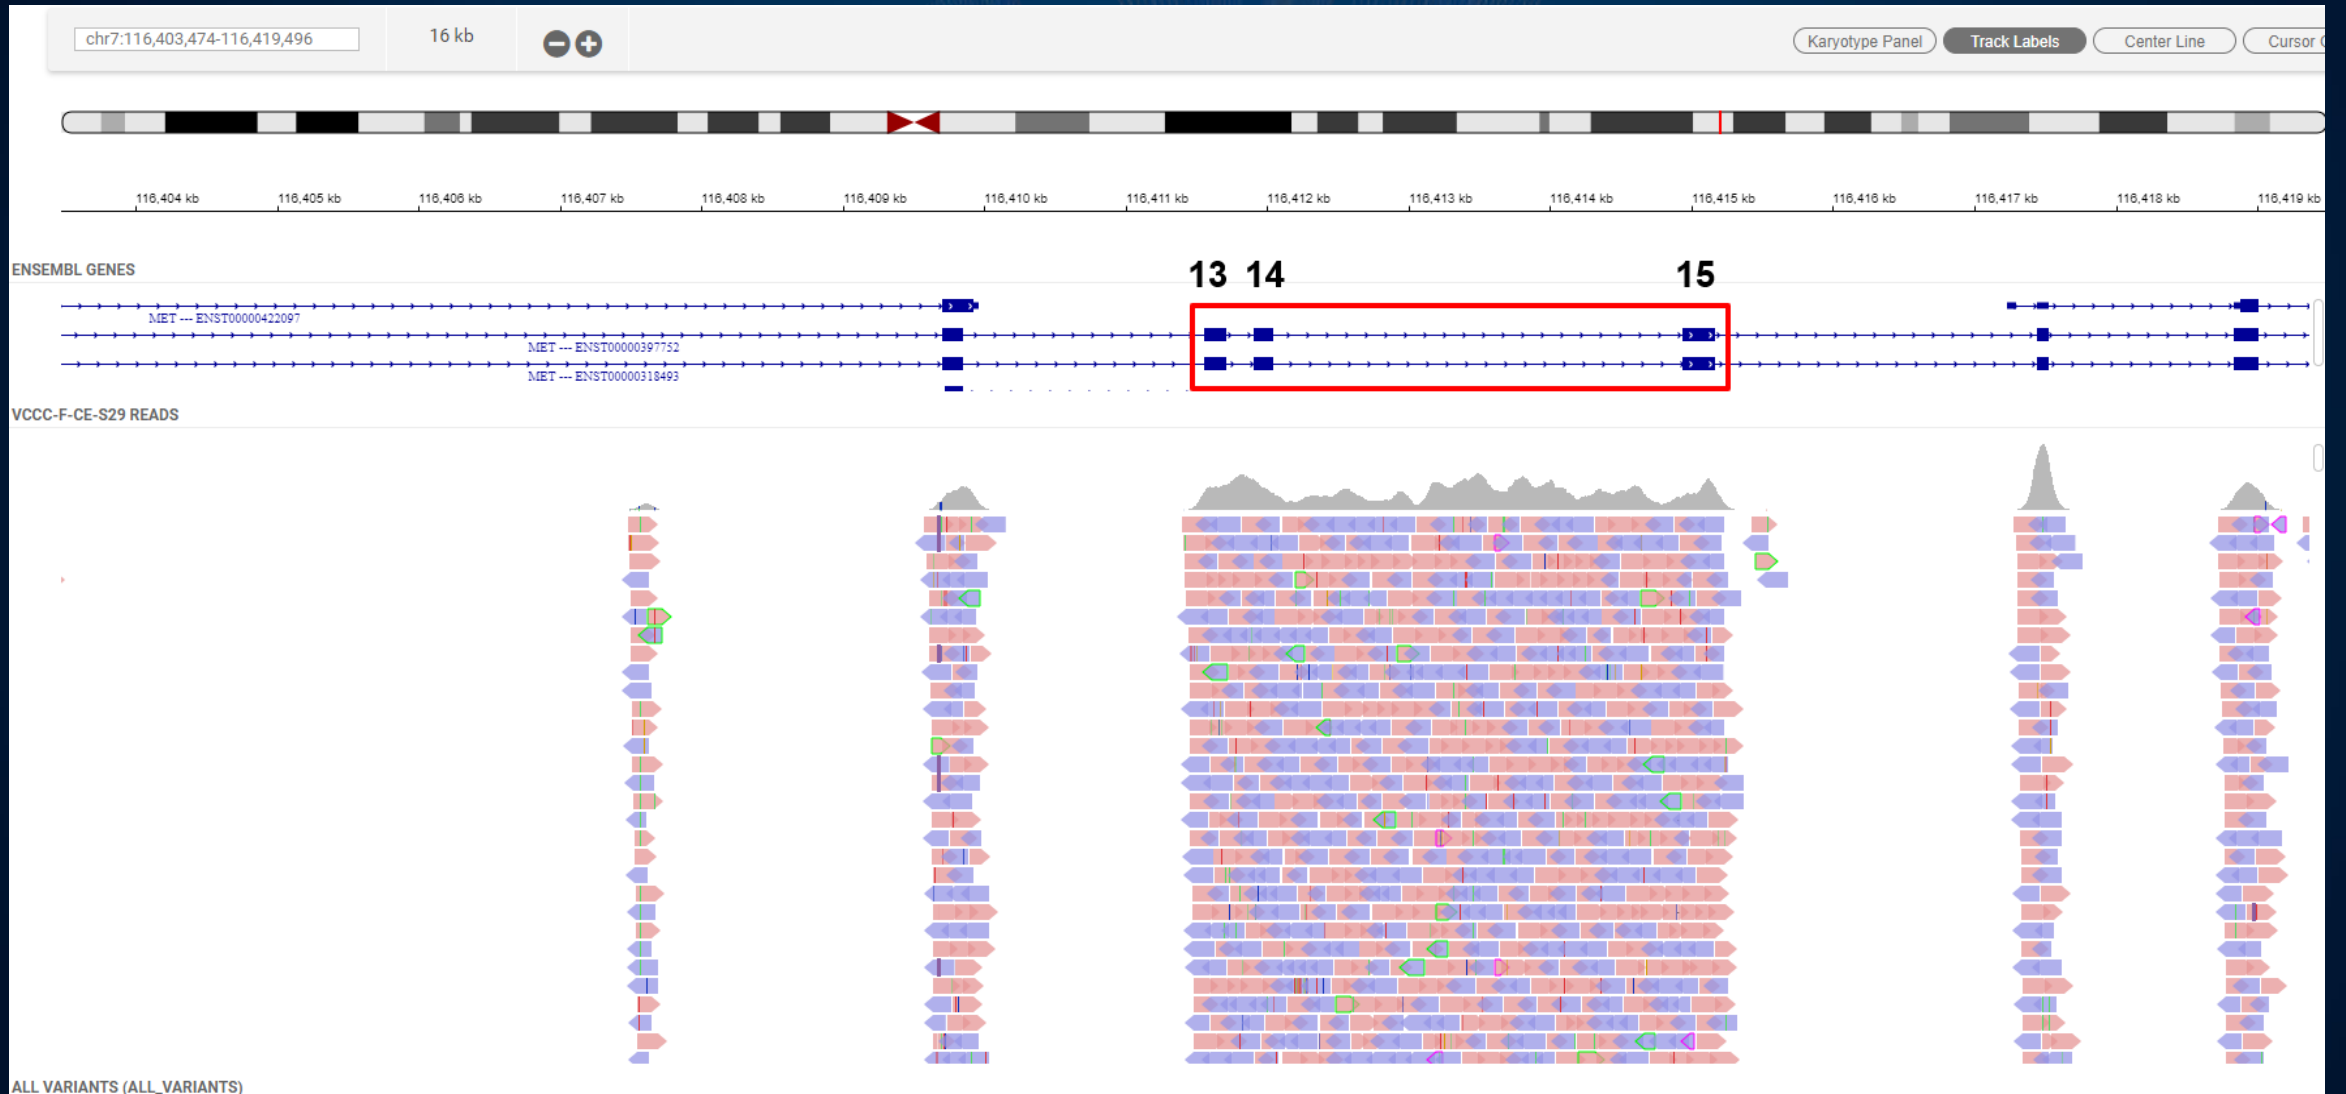 chr7:116,403,474-116,419,496
16 kb
Karyotype Panel
Track Labels
Center Line
Cursor
116,404 kb 116,405 kb 116,406 kb 116,407 kb 116,408 kb 116,409 kb 116,410 kb 116,411 kb 116,412 kb 116,413 kb 116,414 kb 116,415 kb 116,416 kb 116,417 kb 116,418 kb 116,419 kb
ENSEMBL GENES
13 14 15
MET --- ENST00000422097
MET --- ENST00000397752
MET --- ENST00000318493
VCCC-F-CE-S29 READS
ALL VARIANTS (ALL_VARIANTS)